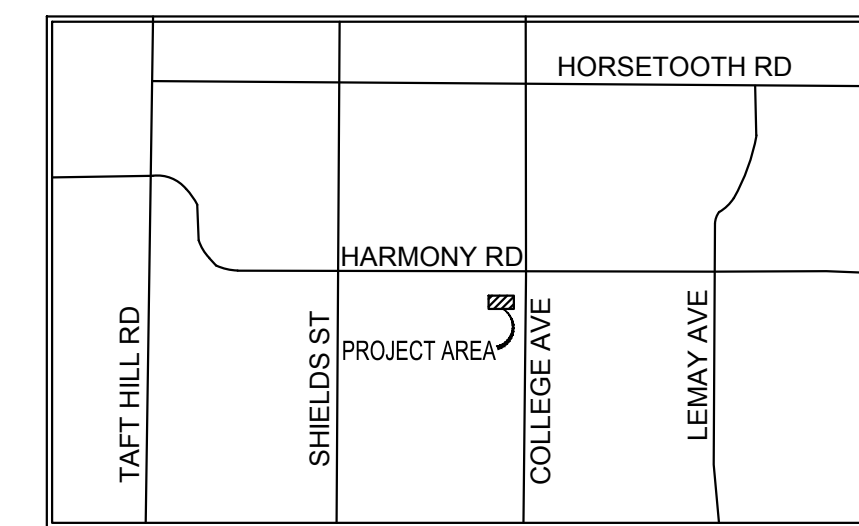 HORSETOOTH RD
HARMONY RD
PROJECT AREA
TAFT HILL RD
SHIELDS ST
COLLEGE AVE
LEMAY AVE